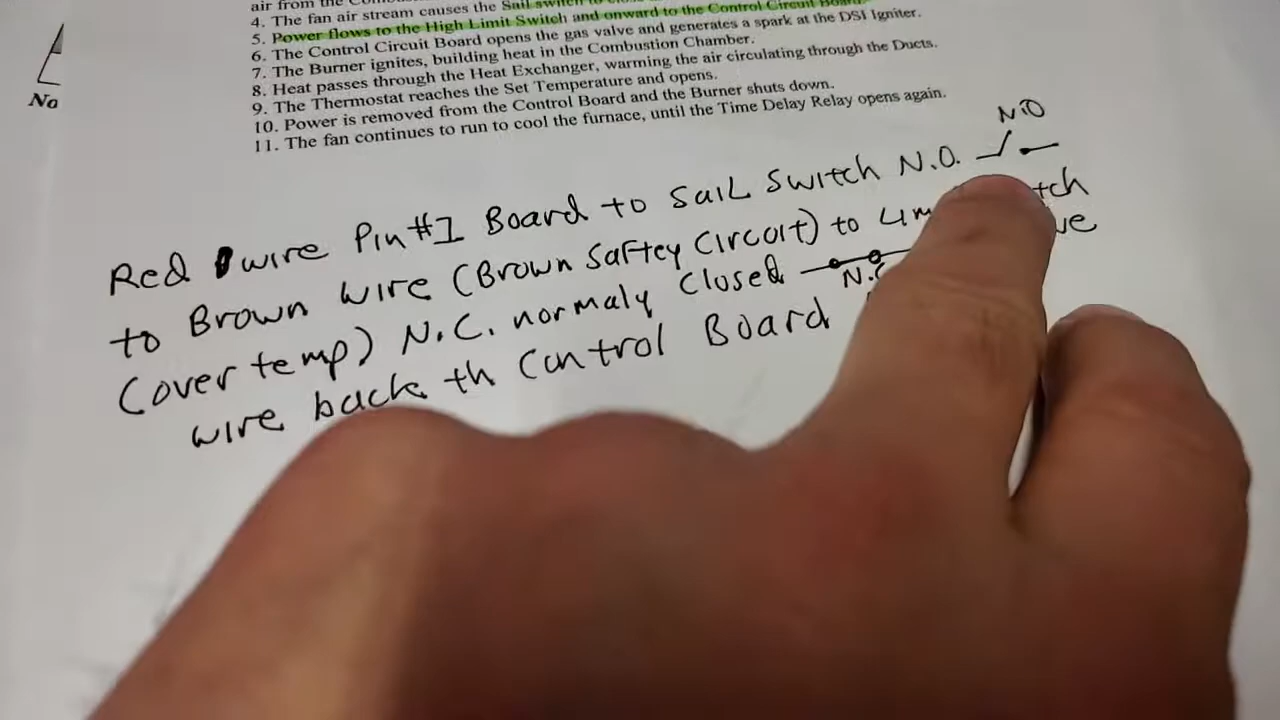 air from the
4. The fan air stream causes the Sail switch to
5. Power flows to the High Limit Switch and onward to the Control Circuit Board.
6. The Control Circuit Board opens the gas valve and generates a spark at the DSI Igniter.
7. The Burner ignites, building heat in the Combustion Chamber.
8. Heat passes through the Heat Exchanger, warming the air circulating through the Ducts.
9. The Thermostat reaches the Set Temperature and opens.
10. Power is removed from the Control Board and the Burner shuts down.
11. The fan continues to run to cool the furnace, until the Time Delay Relay opens again.
No
N.O
Red wire Pin #1 Board to Sail Switch N.O.
to Brown wire (Brown Saftey Circoit) to
(over temp) N.C. normaly Closed
N.C
wire back th Control Board